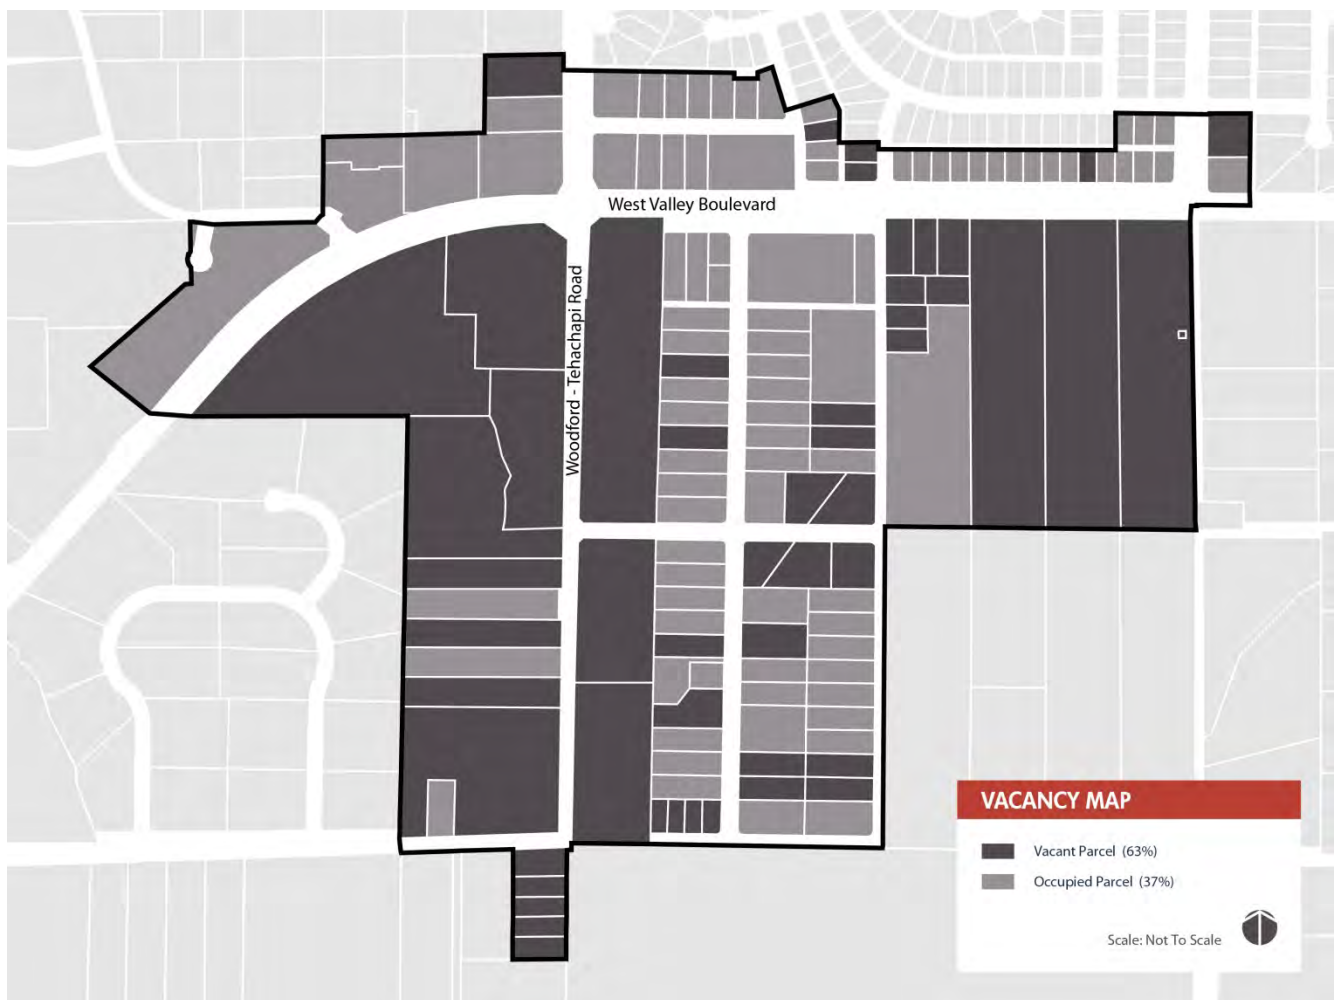 West Valley Boulevard
Woodford - Tehachapi Road
VACANCY MAP
Vacant Parcel (63%)
Occupied Parcel (37%)
Scale: Not To Scale